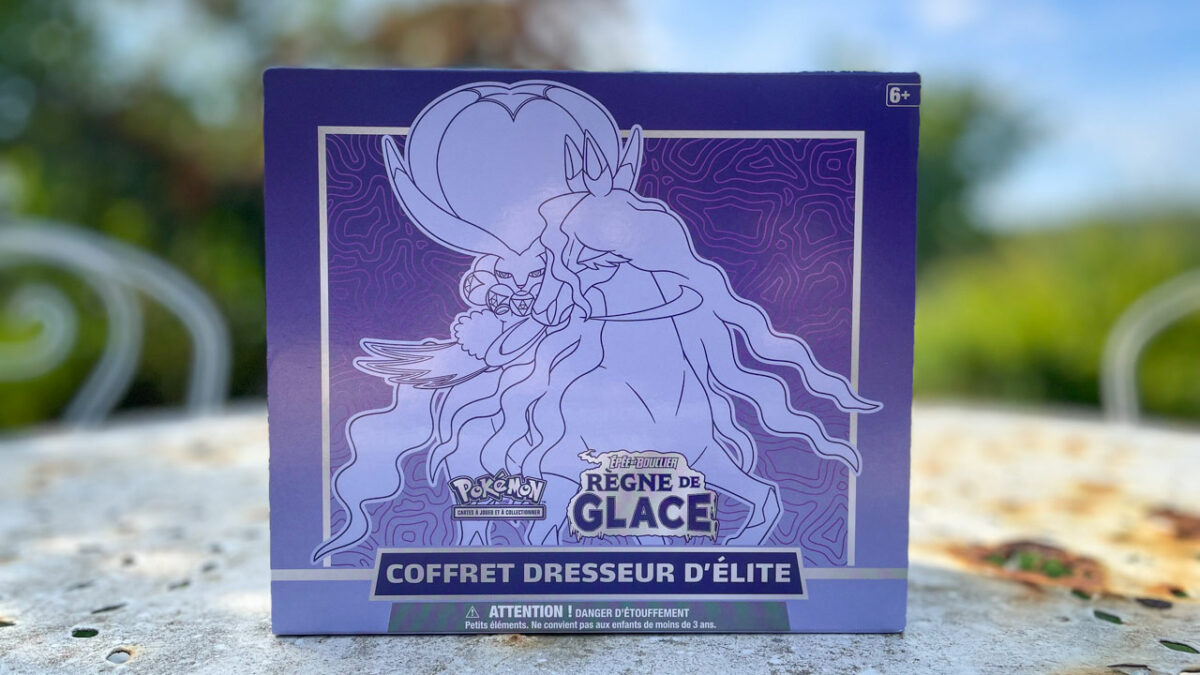 6+
Pokémon
CARTES À JOUER ET À COLLECTIONNER
ÉPÉE ET BOUCLIER
RÈGNE DE
GLACE
COFFRET DRESSEUR D'ÉLITE
⚠ ATTENTION ! DANGER D'ÉTOUFFEMENT
Petits éléments. Ne convient pas aux enfants de moins de 3 ans.